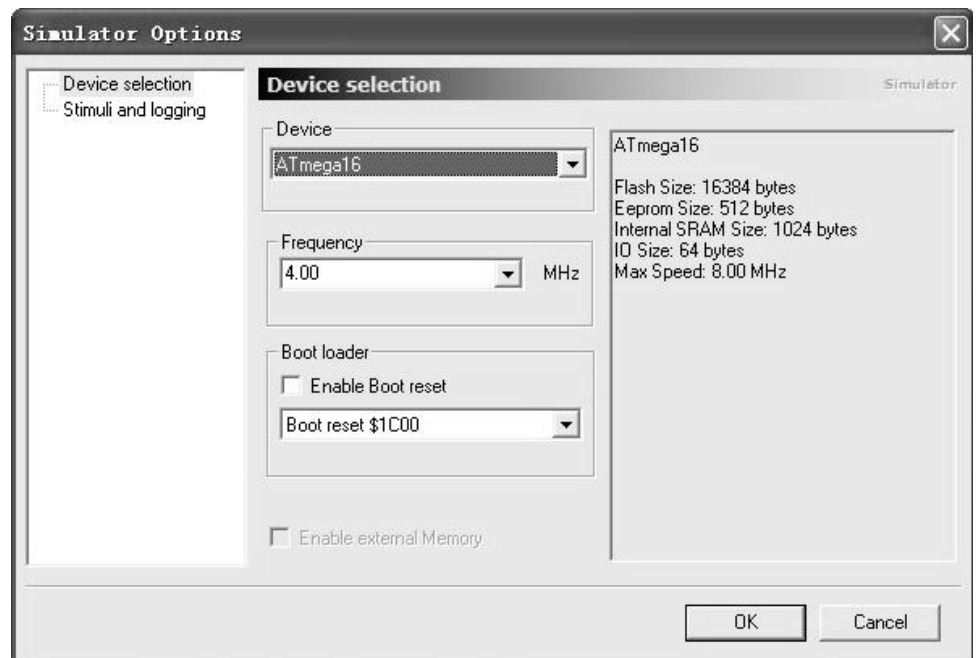 Simulator Options
Device selection
Stimuli and logging
Device selection
Simulator
Device
ATmega16
Frequency
4.00
MHz
Boot loader
Enable Boot reset
Boot reset $1C00
Enable external Memory
ATmega16
Flash Size: 16384 bytes
Eeprom Size: 512 bytes
Internal SRAM Size: 1024 bytes
IO Size: 64 bytes
Max Speed: 8.00 MHz
OK
Cancel